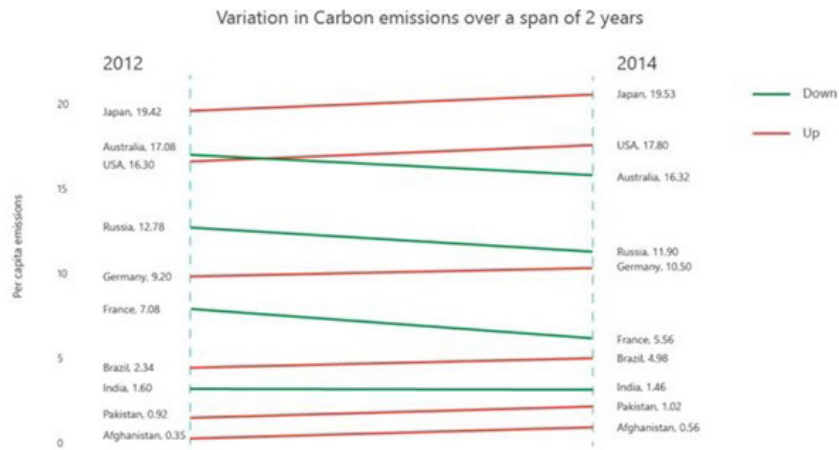 Variation in Carbon emissions over a span of 2 years
2012
2014
Per capita emissions
20
15
10
5
0
Japan, 19.42
Australia, 17.08
USA, 16.30
Russia, 12.78
Germany, 9.20
France, 7.08
Brazil, 2.34
India, 1.60
Pakistan, 0.92
Afghanistan, 0.35
Japan, 19.53
USA, 17.80
Australia, 16.32
Russia, 11.90
Germany, 10.50
France, 5.56
Brazil, 4.98
India, 1.46
Pakistan, 1.02
Afghanistan, 0.56
Down
Up